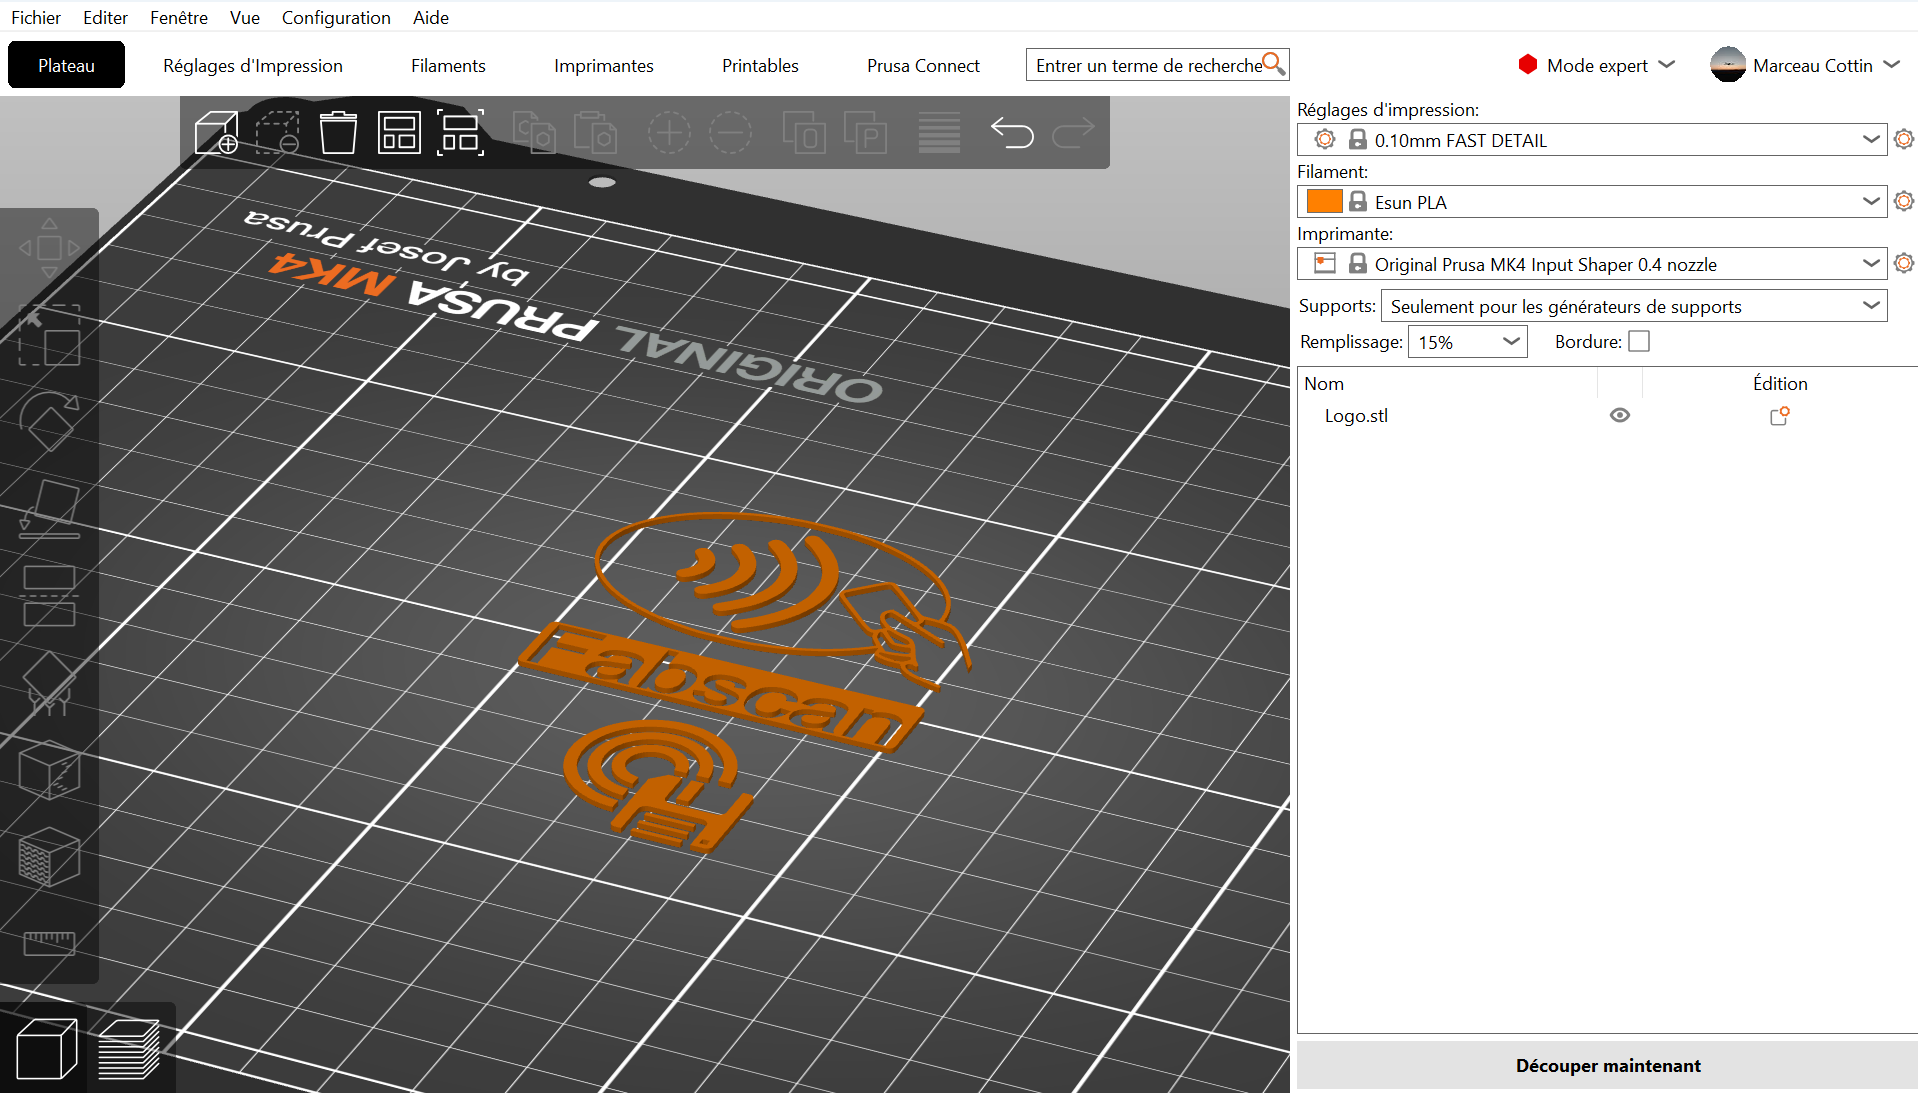 Fichier Editer Fenêtre Vue Configuration Aide
Plateau Réglages d'Impression Filaments Imprimantes Printables Prusa Connect Entrer un terme de recherche Mode expert Marceau Cottin
Réglages d'impression:
0.10mm FAST DETAIL
Filament:
Esun PLA
Imprimante:
Original Prusa MK4 Input Shaper 0.4 nozzle
Supports: Seulement pour les générateurs de supports
Remplissage: 15% Bordure:
Nom Édition
Logo.stl
ORIGINAL PRUSA MK4
by Josef Prusa
Fabscan
Découper maintenant